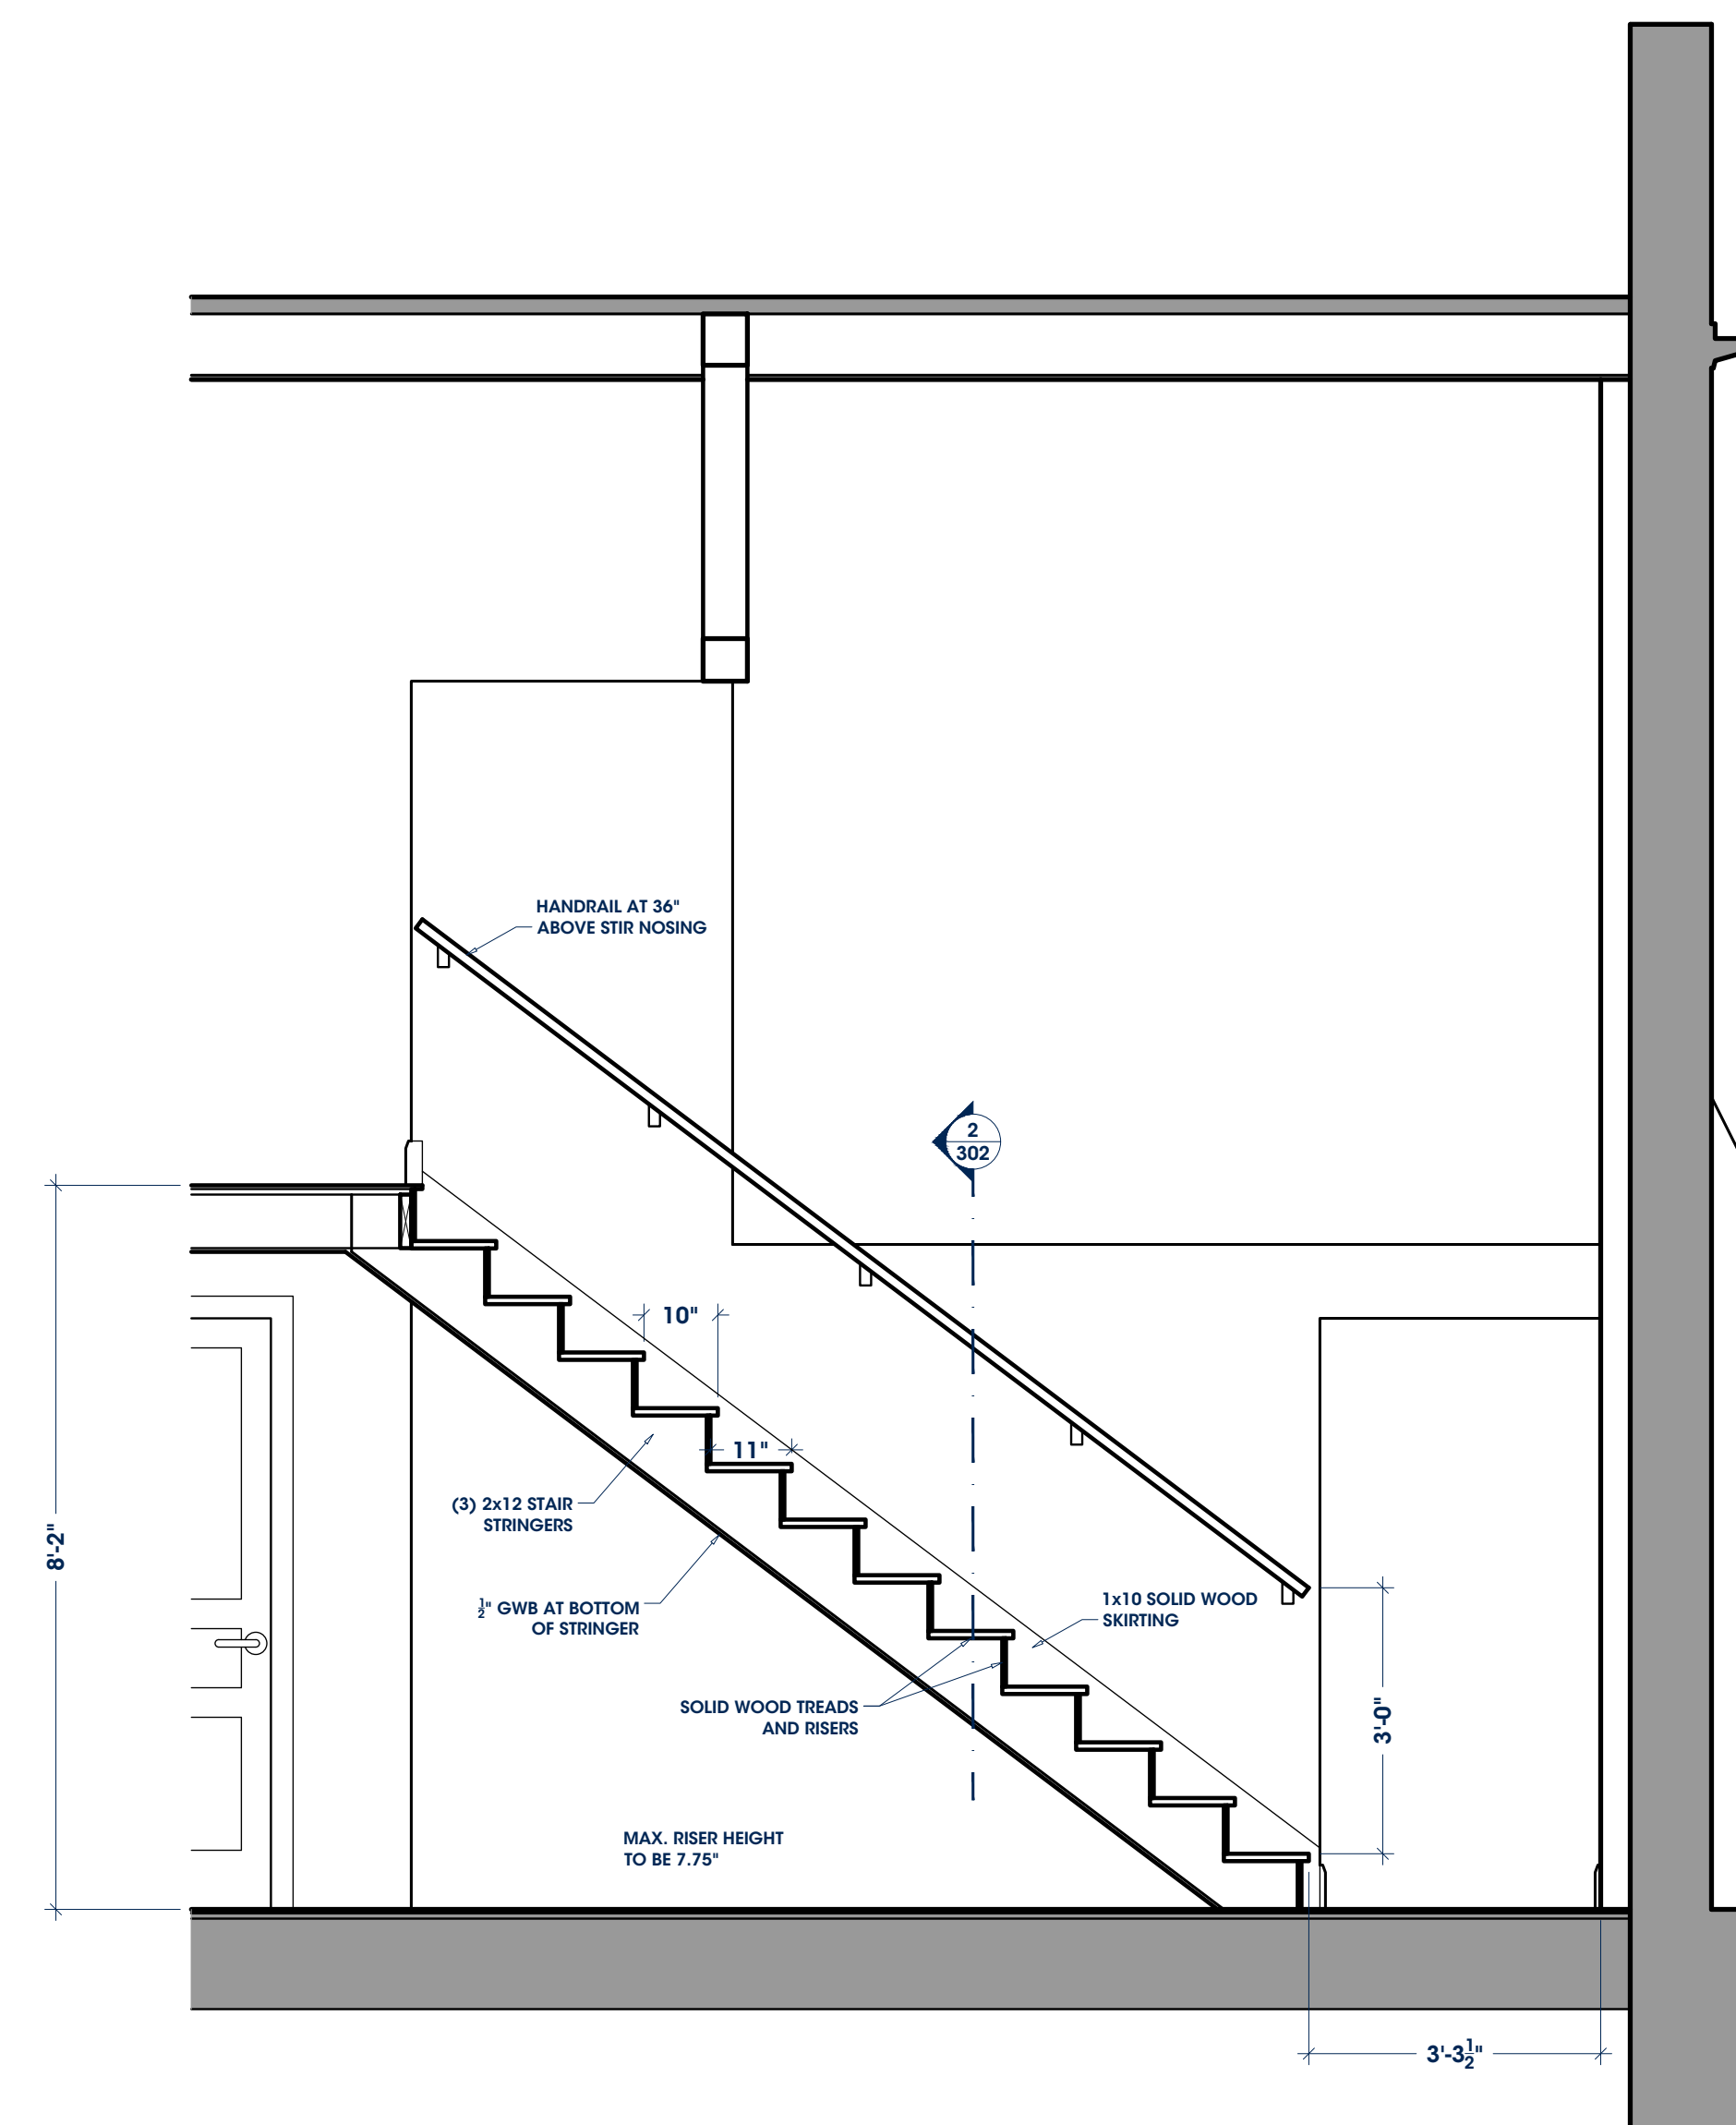 HANDRAIL AT 36"
ABOVE STIR NOSING
2
302
10"
11"
(3) 2x12 STAIR
STRINGERS
8'-2"
1/2" GWB AT BOTTOM
OF STRINGER
1x10 SOLID WOOD
SKIRTING
SOLID WOOD TREADS
AND RISERS
3'-0"
MAX. RISER HEIGHT
TO BE 7.75"
3'-3 1/2"